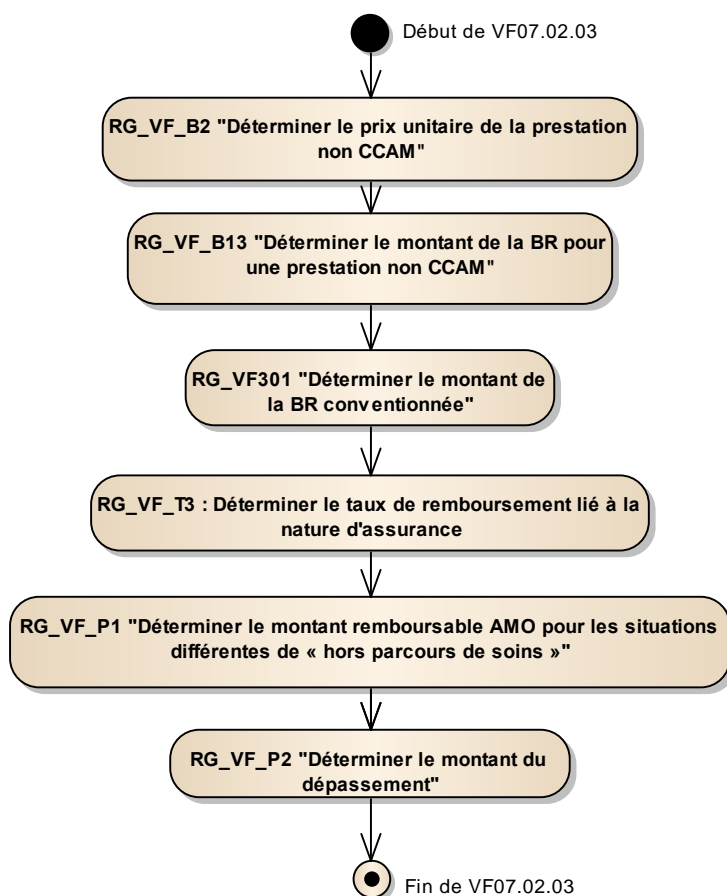 Début de VF07.02.03
RG_VF_B2 "Déterminer le prix unitaire de la prestation
non CCAM"
RG_VF_B13 "Déterminer le montant de la BR pour
une prestation non CCAM"
RG_VF301 "Déterminer le montant de
la BR conventionnée"
RG_VF_T3 : Déterminer le taux de remboursement lié à la
nature d'assurance
RG_VF_P1 "Déterminer le montant remboursable AMO pour les situations
différentes de « hors parcours de soins »"
RG_VF_P2 "Déterminer le montant du
dépassement"
Fin de VF07.02.03